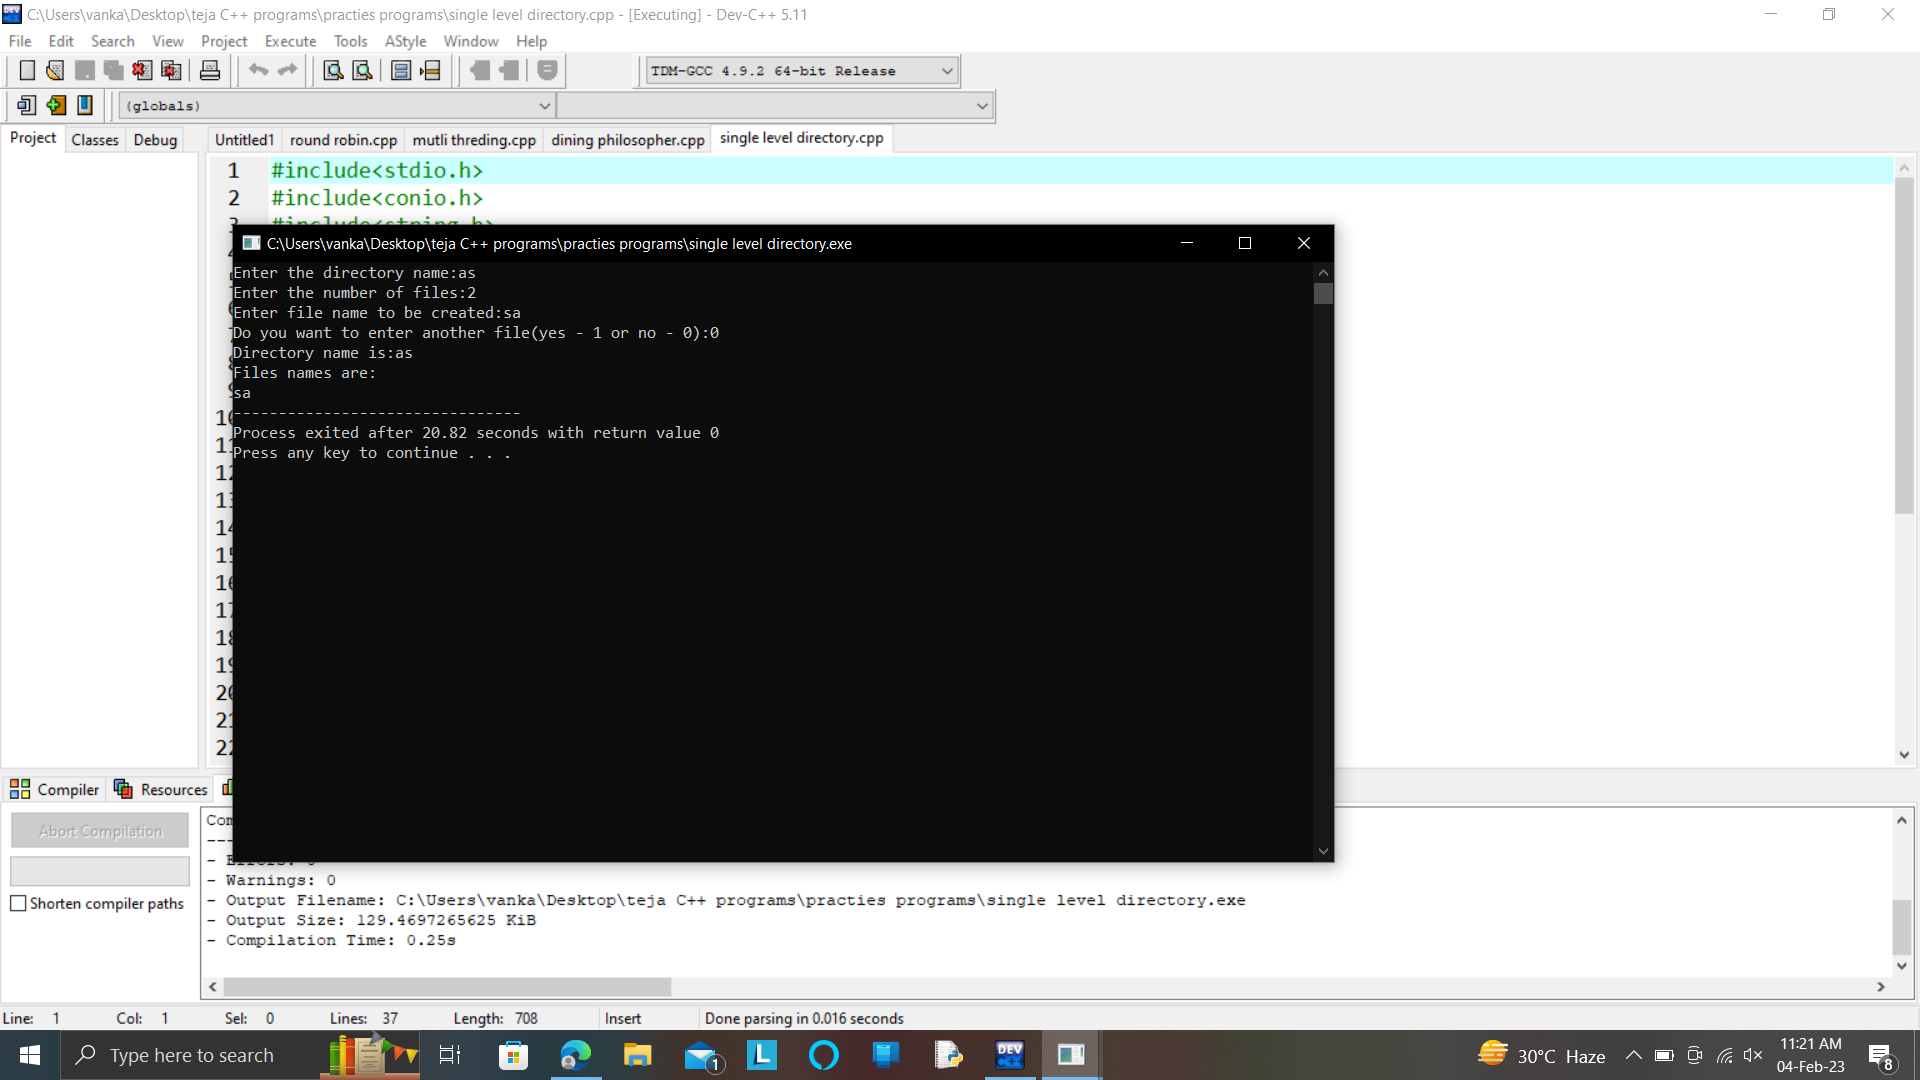 C:\Users\vanka\Desktop\teja C++ programs\practies programs\single level directory.cpp - [Executing] - Dev-C++ 5.11
File Edit Search View Project Execute Tools AStyle Window Help
TDM-GCC 4.9.2 64-bit Release
(globals)
Project Classes Debug
Untitled1 round robin.cpp mutli threding.cpp dining philosopher.cpp single level directory.cpp
1 #include<stdio.h>
2 #include<conio.h>
C:\Users\vanka\Desktop\teja C++ programs\practies programs\single level directory.exe
Enter the directory name:as
Enter the number of files:2
Enter file name to be created:sa
Do you want to enter another file(yes - 1 or no - 0):0
Directory name is:as
Files names are:
sa
--------------------------------
Process exited after 20.82 seconds with return value 0
Press any key to continue . . .
Compiler Resources
Abort Compilation
Shorten compiler paths
- Warnings: 0
- Output Filename: C:\Users\vanka\Desktop\teja C++ programs\practies programs\single level directory.exe
- Output Size: 129.4697265625 KiB
- Compilation Time: 0.25s
Line: 1 Col: 1 Sel: 0 Lines: 37 Length: 708 Insert Done parsing in 0.016 seconds
Type here to search
1
L
DEV C++
30°C Haze
11:21 AM
04-Feb-23
8